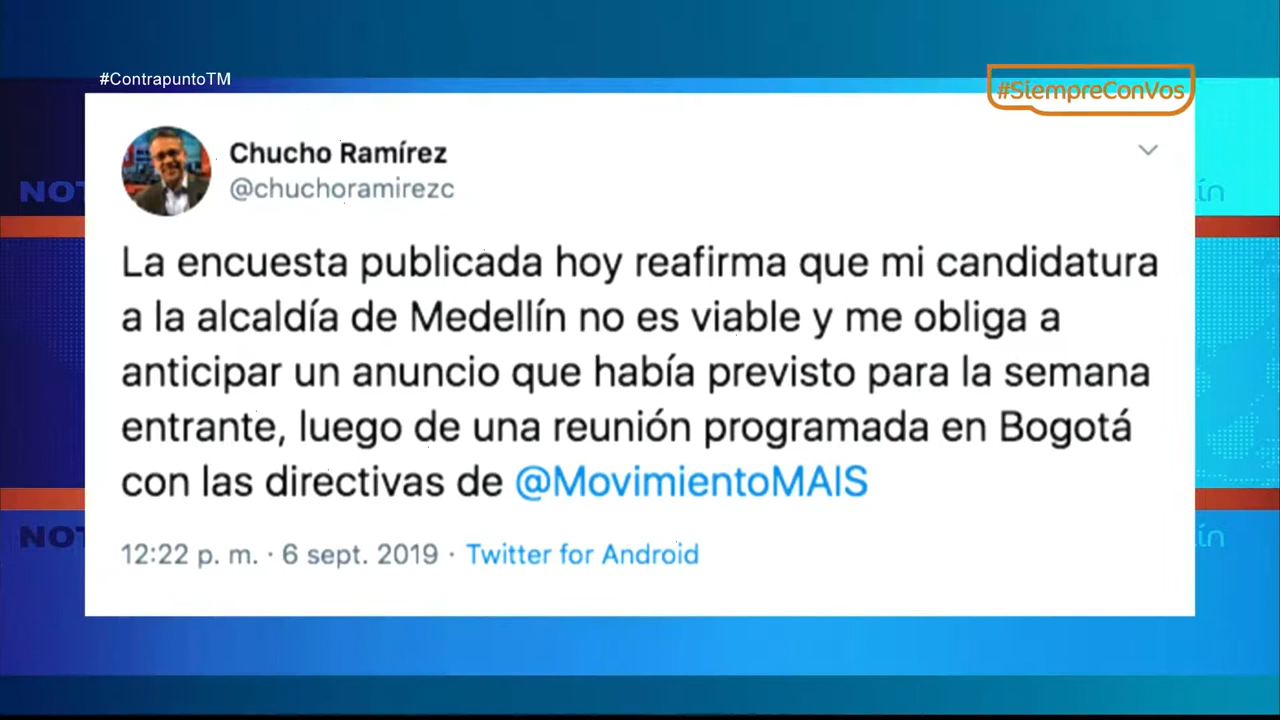 #ContrapuntoTM
#SiempreConVos
Chucho Ramírez
@chuchoramirezc
La encuesta publicada hoy reafirma que mi candidatura
a la alcaldía de Medellín no es viable y me obliga a
anticipar un anuncio que había previsto para la semana
entrante, luego de una reunión programada en Bogotá
con las directivas de @MovimientoMAIS
12:22 p. m. · 6 sept. 2019 · Twitter for Android